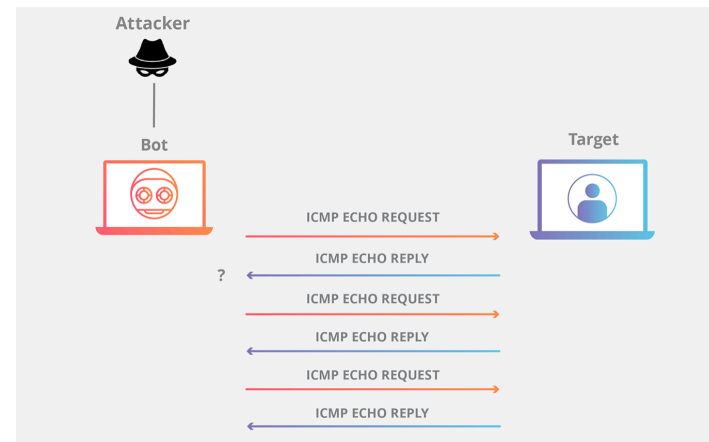 Attacker
Bot
Target
ICMP ECHO REQUEST
ICMP ECHO REPLY
?
ICMP ECHO REQUEST
ICMP ECHO REPLY
ICMP ECHO REQUEST
ICMP ECHO REPLY